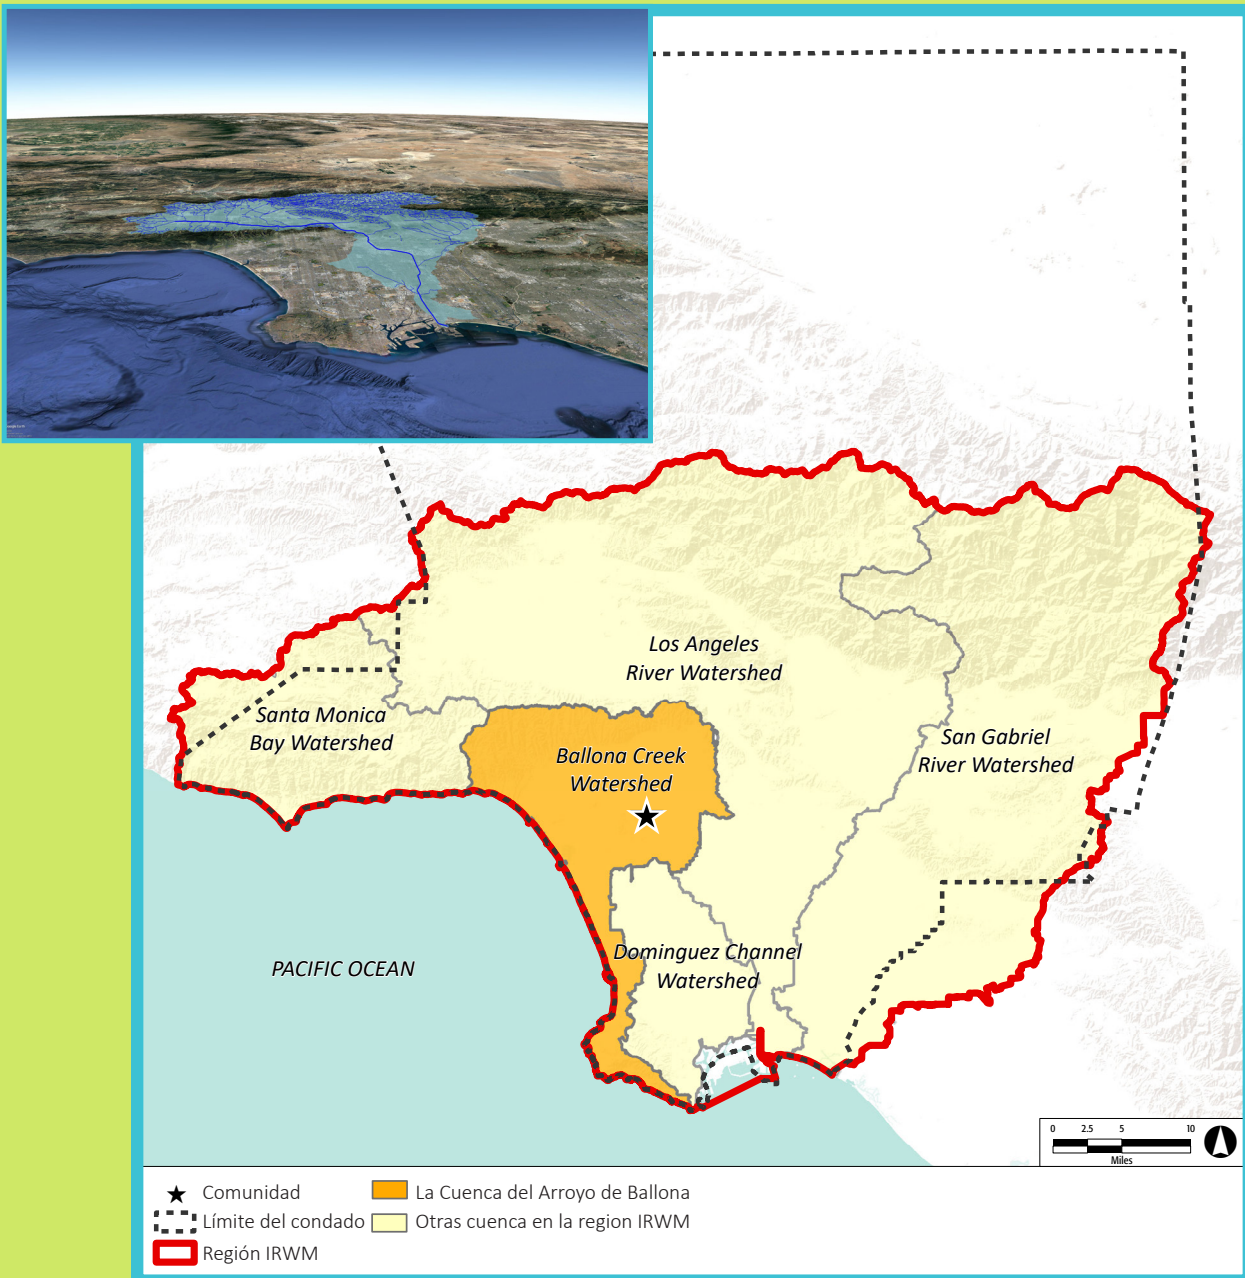 Los Angeles
River Watershed
Santa Monica
Bay Watershed
Ballona Creek
Watershed
San Gabriel
River Watershed
Dominguez Channel
Watershed
PACIFIC OCEAN
0 2.5 5 10
Miles
Comunidad
La Cuenca del Arroyo de Ballona
Límite del condado
Otras cuenca en la region IRWM
Región IRWM